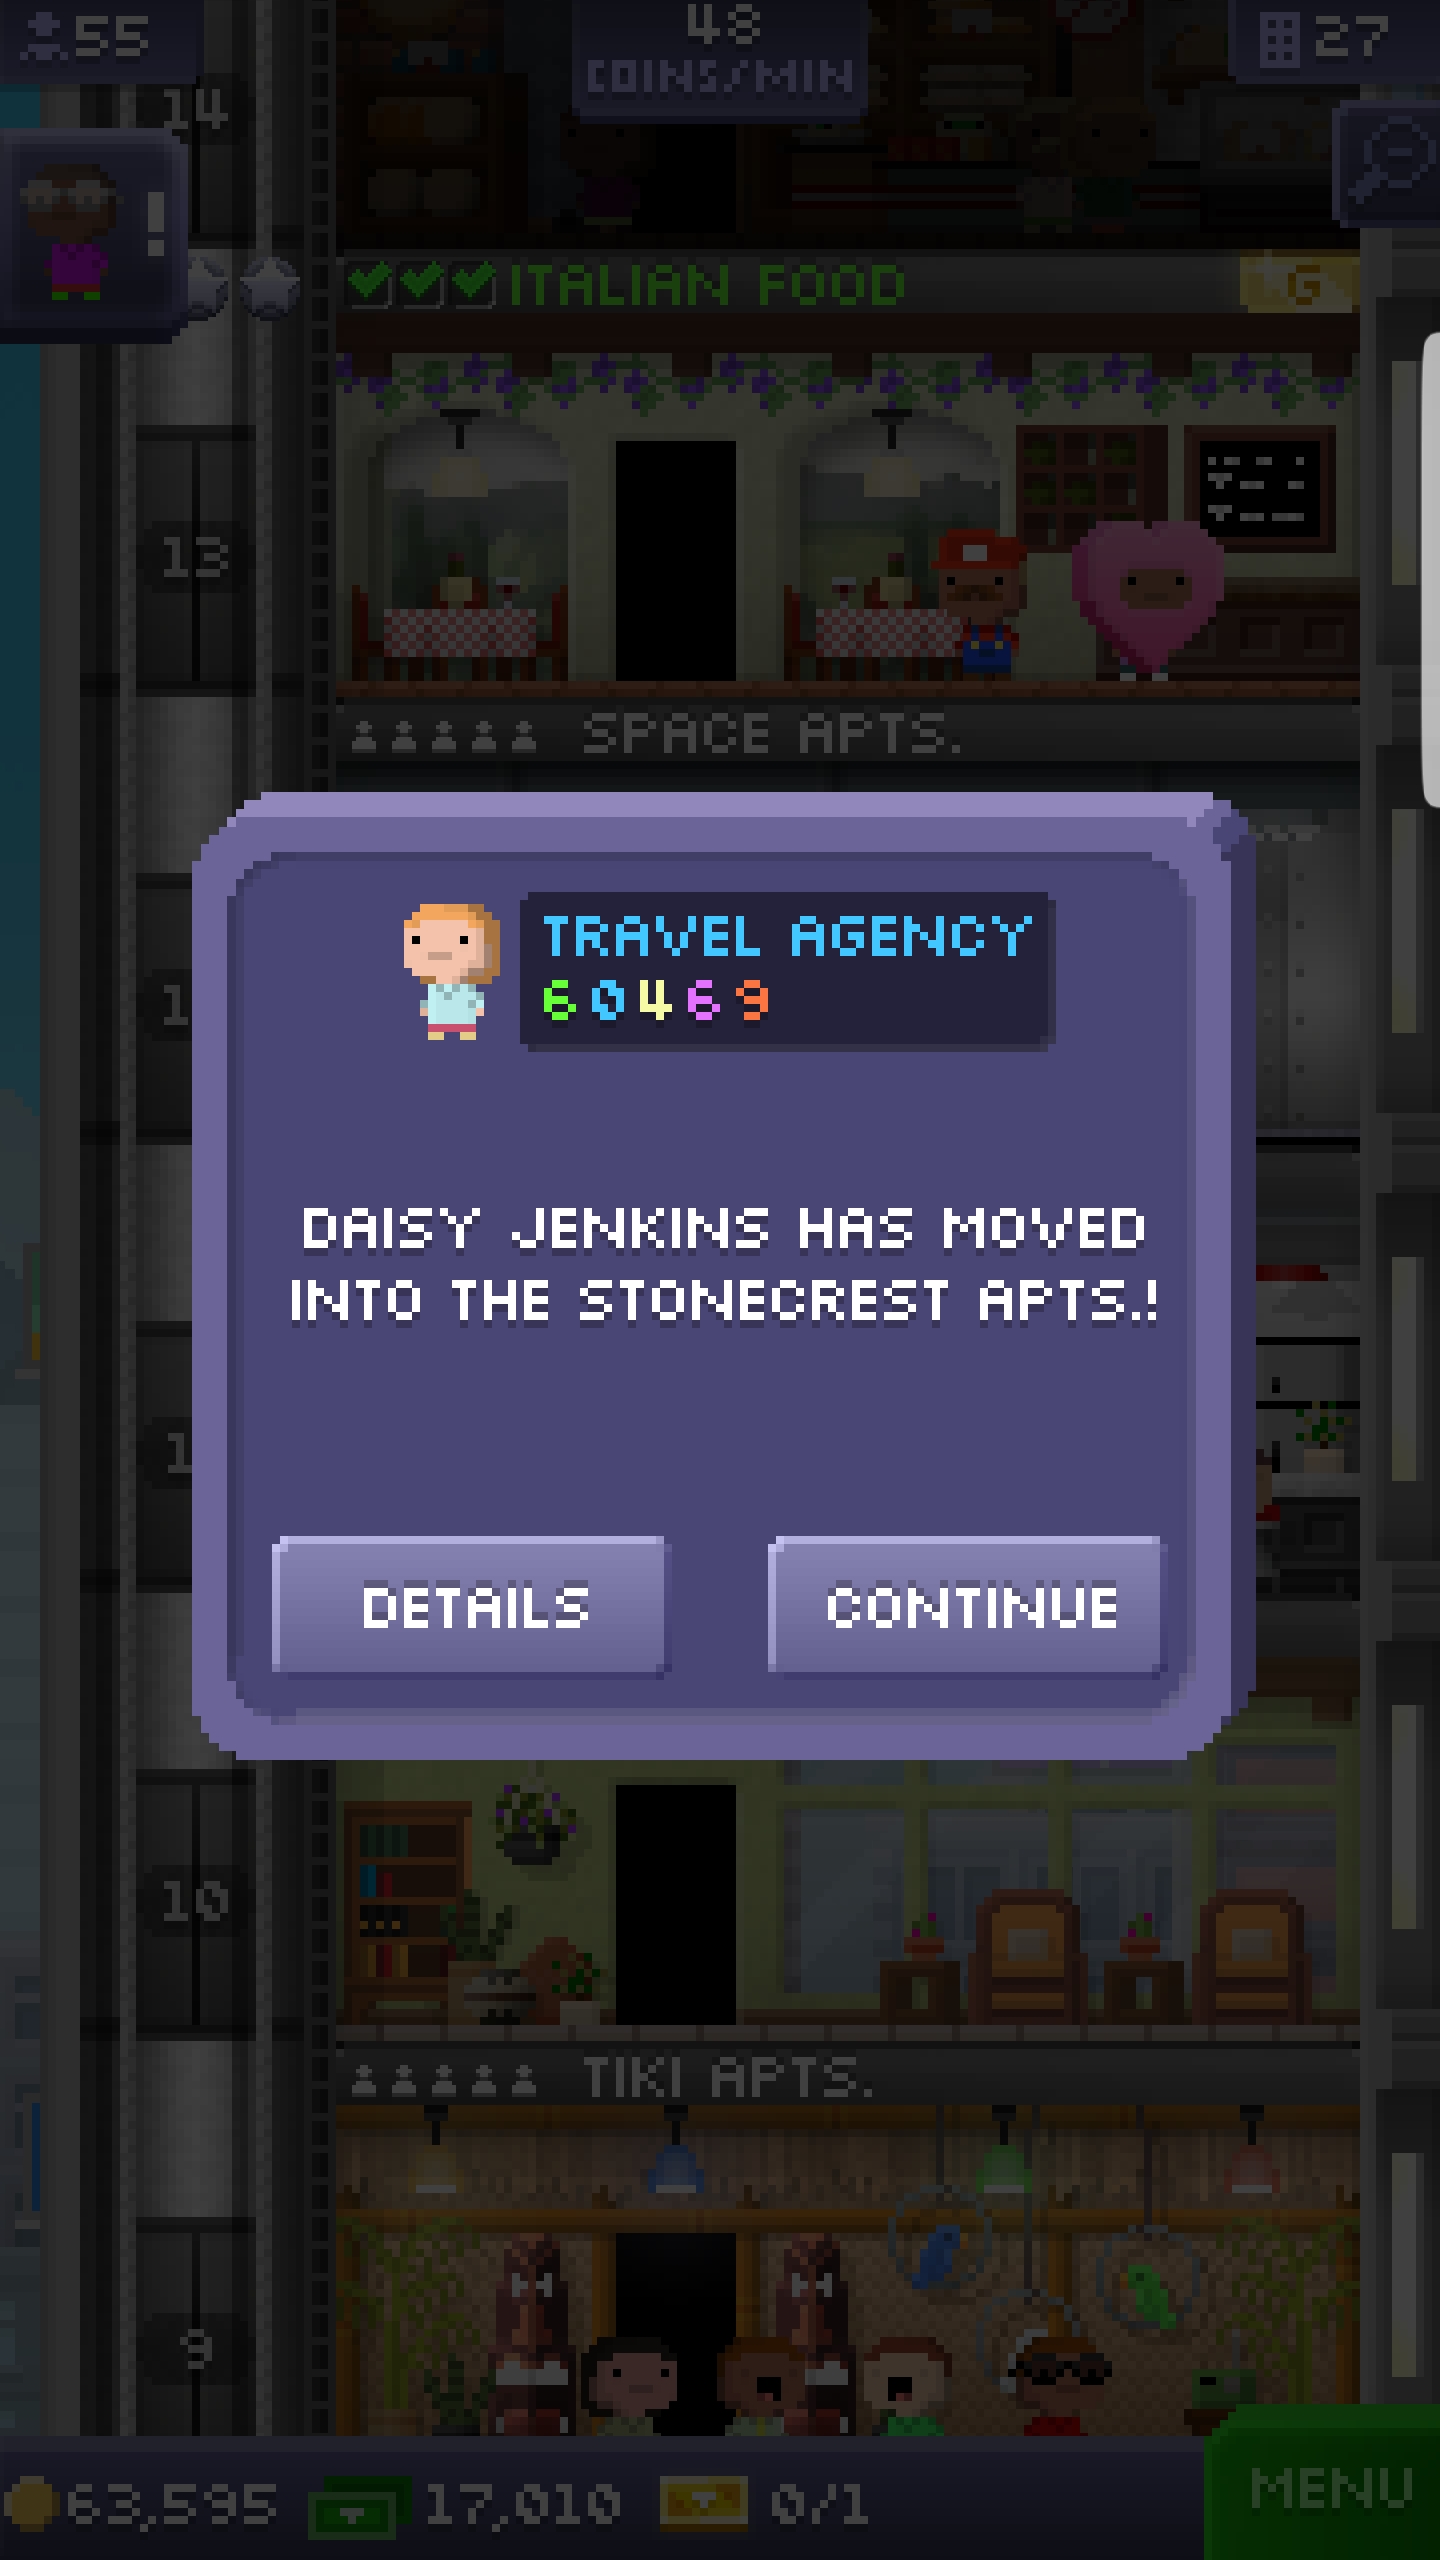 55
48
COINS/MIN
27
14
!
ITALIAN FOOD
G
13
SPACE APTS.
TRAVEL AGENCY
60469
DAISY JENKINS HAS MOVED
INTO THE STONECREST APTS.!
DETAILS
CONTINUE
10
TIKI APTS.
9
63,595
17,010
0/1
MENU